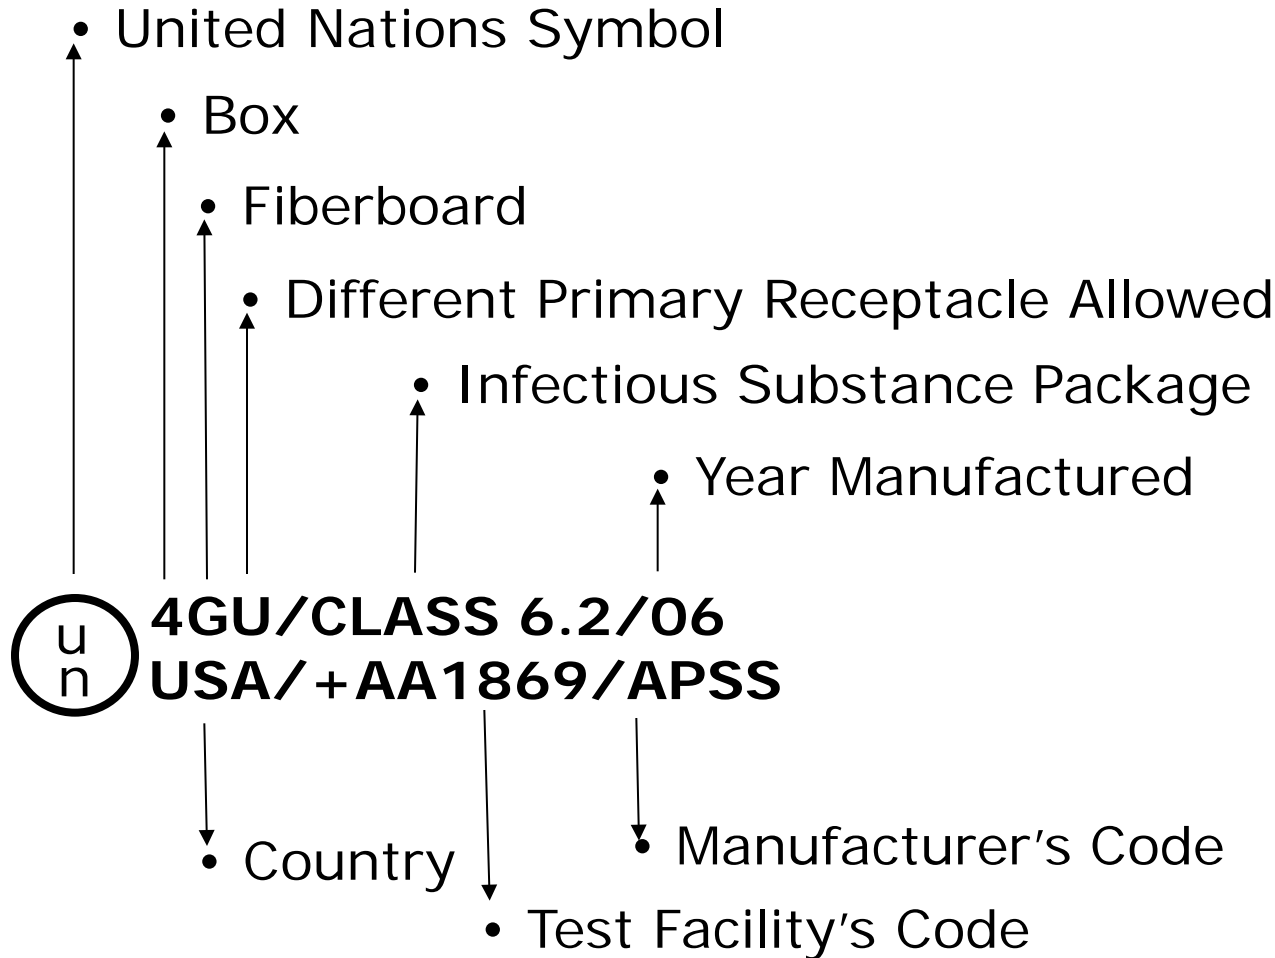 • United Nations Symbol
• Box
• Fiberboard
• Different Primary Receptacle Allowed
• Infectious Substance Package
• Year Manufactured
u
n
4GU/CLASS 6.2/06
USA/+AA1869/APSS
• Manufacturer's Code
• Country
• Test Facility's Code